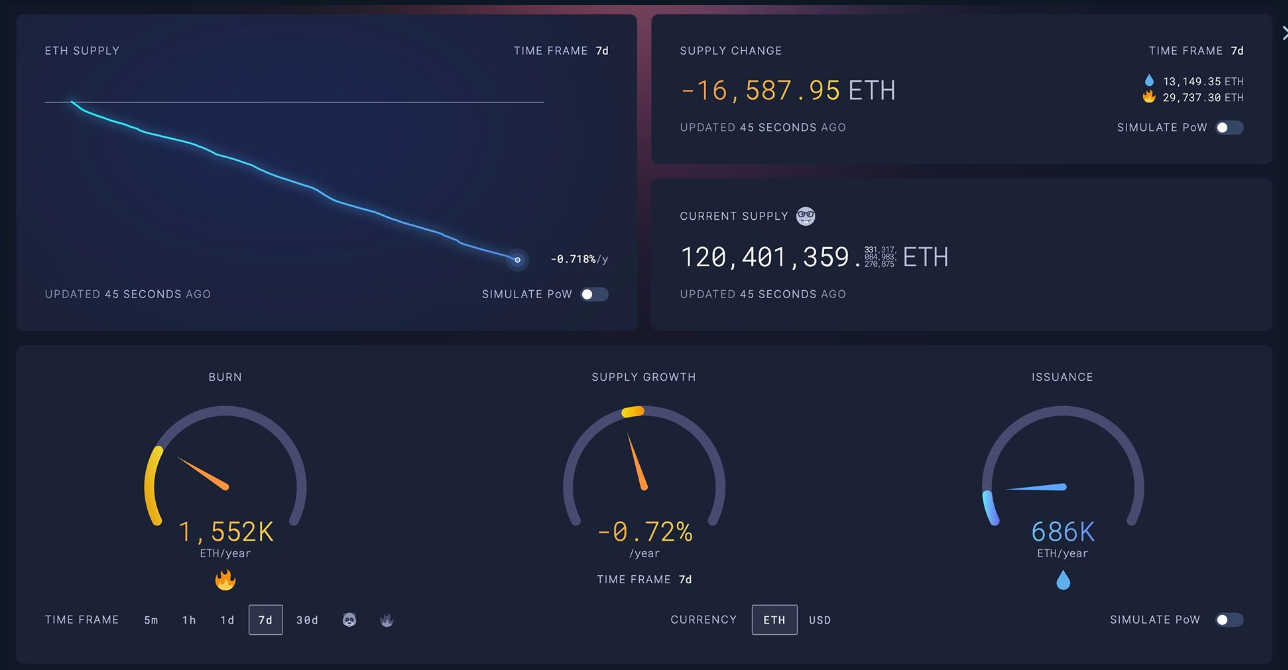 ETH SUPPLY
TIME FRAME 7d
-0.718%/y
UPDATED 45 SECONDS AGO
SIMULATE PoW
SUPPLY CHANGE
TIME FRAME 7d
-16,587.95 ETH
13,149.35 ETH
29,737.30 ETH
UPDATED 45 SECONDS AGO
SIMULATE PoW
CURRENT SUPPLY
120,401,359.
331,317,
084,983,
270,875
ETH
UPDATED 45 SECONDS AGO
BURN
1,552K
ETH/year
SUPPLY GROWTH
-0.72%
/year
TIME FRAME 7d
ISSUANCE
686K
ETH/year
TIME FRAME 5m 1h 1d 7d 30d
CURRENCY ETH USD
SIMULATE PoW